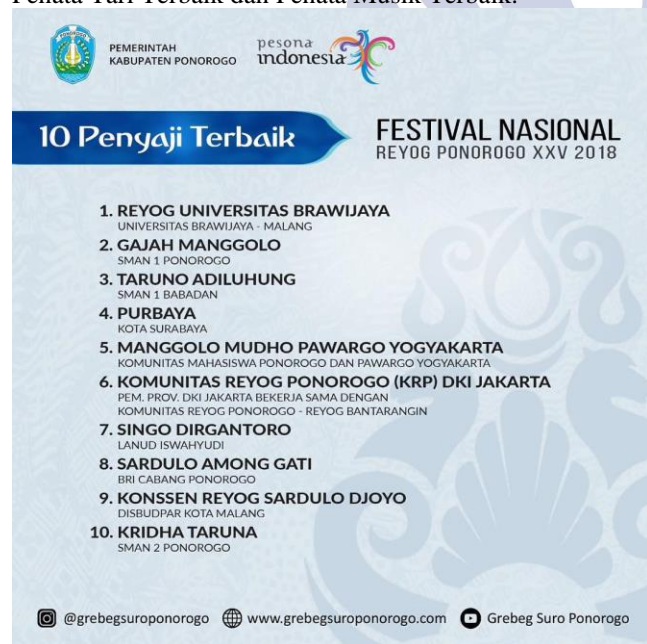 Penata Tari Terbaik dan Penata Musik Terbaik.
PONOROGO
PEMERINTAH
KABUPATEN PONOROGO
pesona
indonesia
10 Penyaji Terbaik
FESTIVAL NASIONAL
REYOG PONOROGO XXV 2018
1. REYOG UNIVERSITAS BRAWIJAYA
UNIVERSITAS BRAWIJAYA - MALANG
2. GAJAH MANGGOLO
SMAN 1 PONOROGO
3. TARUNO ADILUHUNG
SMAN 1 BABADAN
4. PURBAYA
KOTA SURABAYA
5. MANGGOLO MUDHO PAWARGO YOGYAKARTA
KOMUNITAS MAHASISWA PONOROGO DAN PAWARGO YOGYAKARTA
6. KOMUNITAS REYOG PONOROGO (KRP) DKI JAKARTA
PEM. PROV. DKI JAKARTA BEKERJA SAMA DENGAN
KOMUNITAS REYOG PONOROGO - REYOG BANTARANGIN
7. SINGO DIRGANTORO
LANUD ISWAHYUDI
8. SARDULO AMONG GATI
BRI CABANG PONOROGO
9. KONSSEN REYOG SARDULO DJOYO
DISBUDPAR KOTA MALANG
10. KRIDHA TARUNA
SMAN 2 PONOROGO
@grebegsuroponorogo www.grebegsuroponorogo.com Grebeg Suro Ponorogo